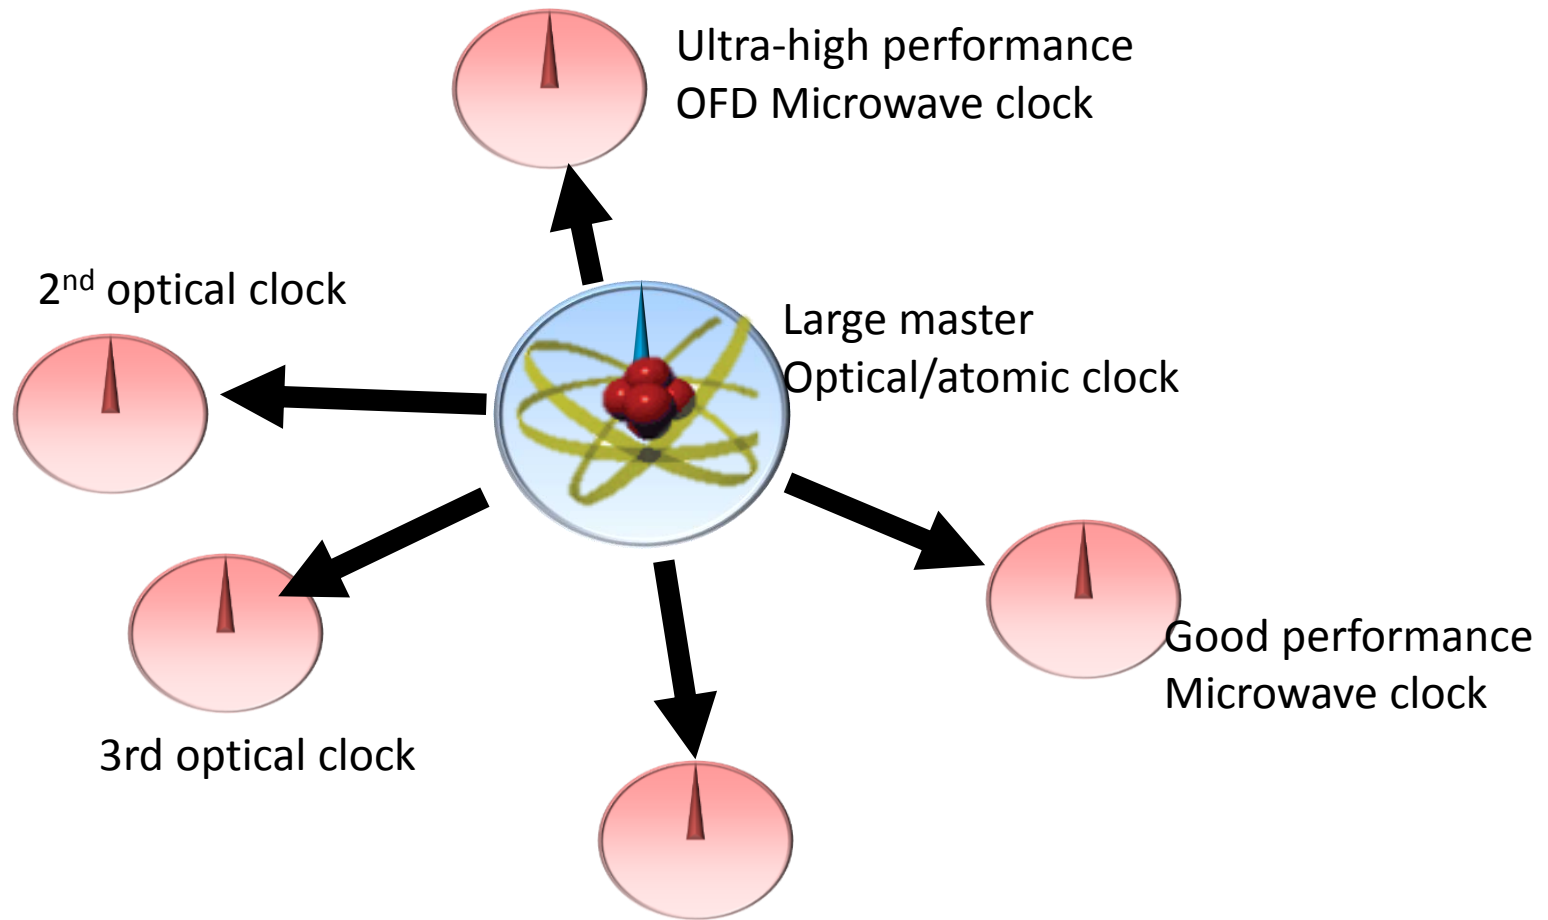 Ultra-high performance
OFD Microwave clock
2nd optical clock
Large master
Optical/atomic clock
Good performance
Microwave clock
3rd optical clock